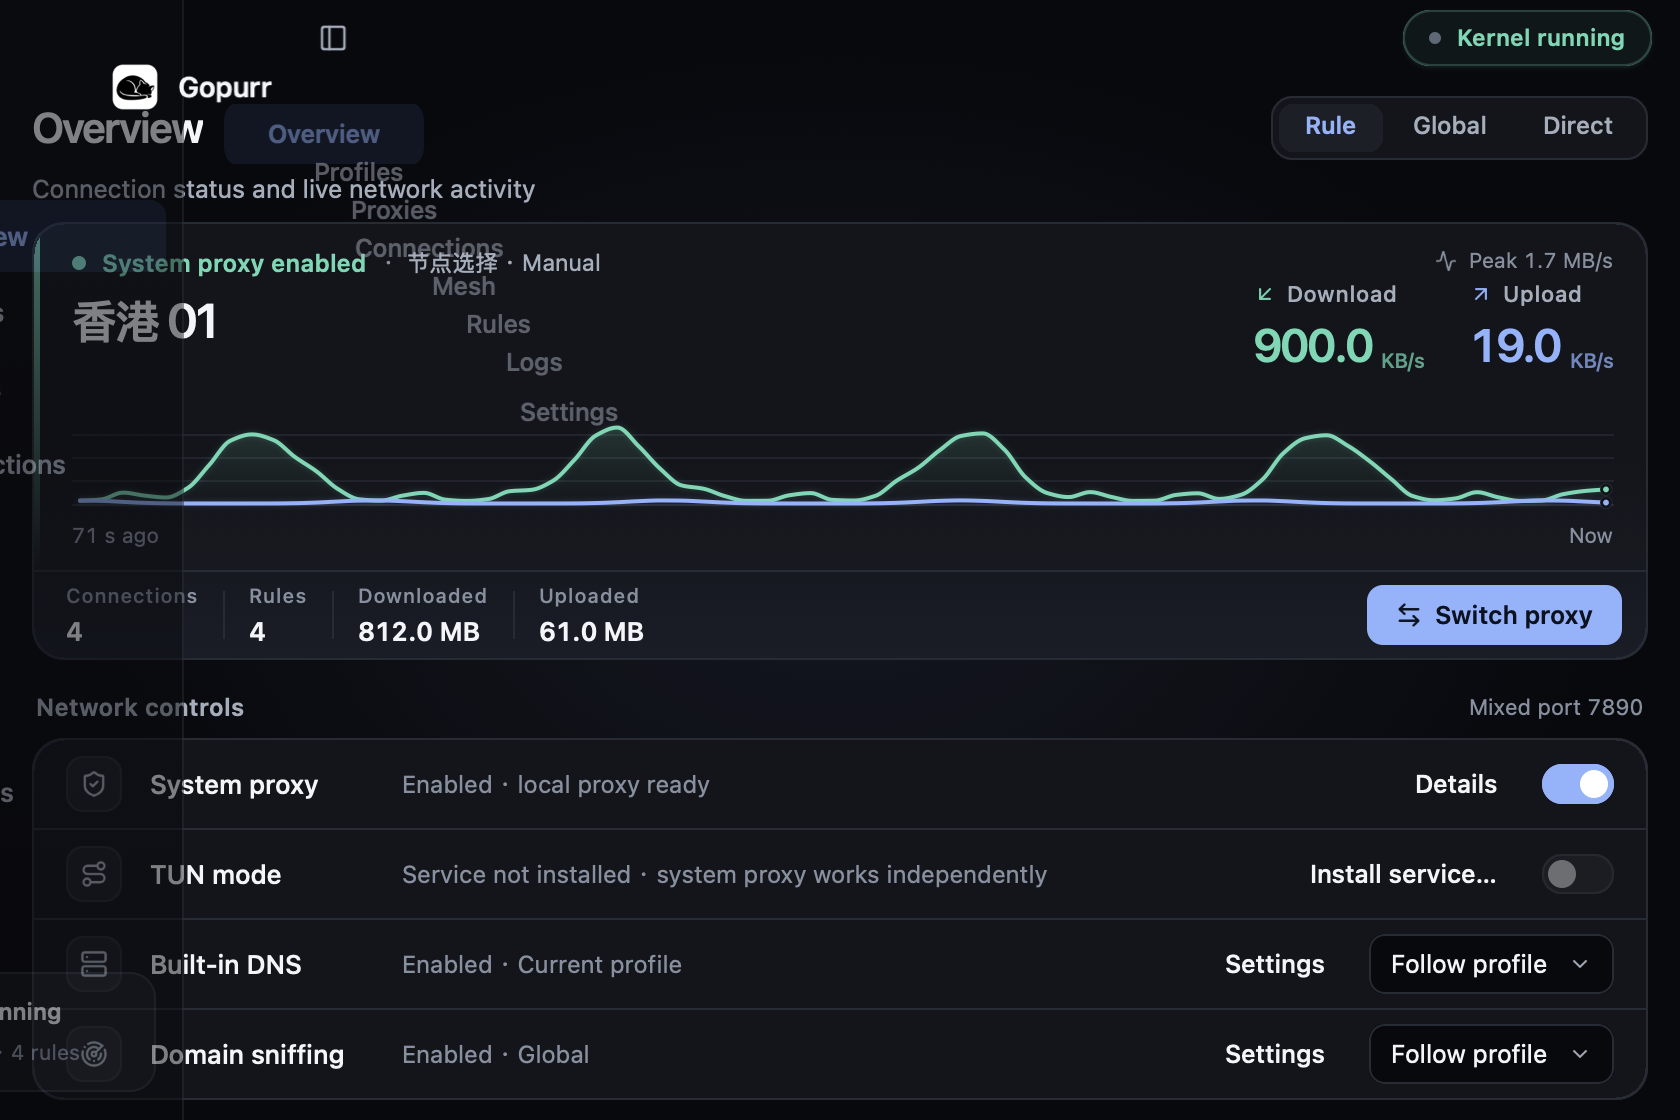 Kernel running
Gopurr
Overview
Overview
Rule
Global
Direct
Profiles
Connection status and live network activity
Proxies
ew
Connections
System proxy enabled · 节点选择 · Manual
Peak 1.7 MB/s
Mesh
Download
Upload
香港 01
900.0 KB/s
19.0 KB/s
s
Rules
Logs
Settings
ctions
71 s ago
Now
Connections
Rules
Downloaded
Uploaded
4
4
812.0 MB
61.0 MB
Switch proxy
Network controls
Mixed port 7890
s
System proxy
Enabled · local proxy ready
Details
TUN mode
Service not installed · system proxy works independently
Install service...
Built-in DNS
Enabled · Current profile
Settings
Follow profile
nning
· 4 rules
Domain sniffing
Enabled · Global
Settings
Follow profile